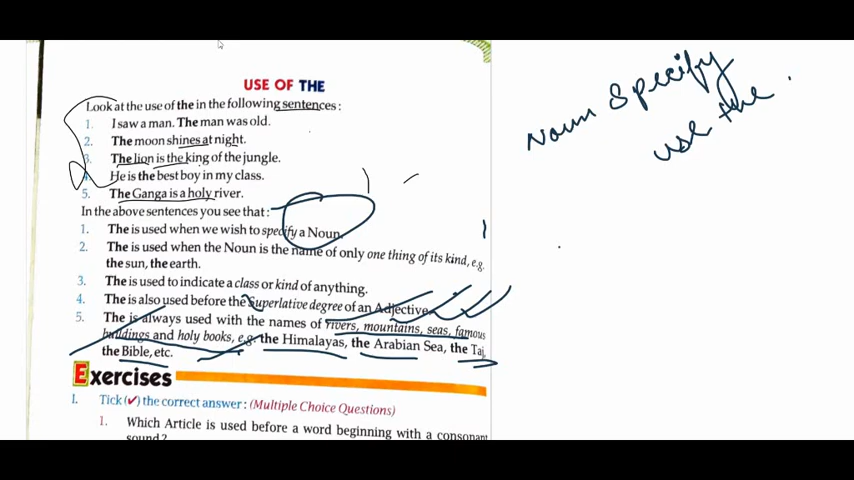 USE OF THE
Look at the use of the in the following sentences :
1. I saw a man. The man was old.
2. The moon shines at night.
3. The lion is the king of the jungle.
4. He is the best boy in my class.
5. The Ganga is a holy river.
In the above sentences you see that :
1. The is used when we wish to specify a Noun.
2. The is used when the Noun is the name of only one thing of its kind, e.g.
the sun, the earth.
3. The is used to indicate a class or kind of anything.
4. The is also used before the Superlative degree of an Adjective.
5. The is always used with the names of rivers, mountains, seas, famous
buildings and holy books, e.g. the Himalayas, the Arabian Sea, the Taj,
the Bible, etc.
Exercises
I. Tick (✓) the correct answer : (Multiple Choice Questions)
1. Which Article is used before a word beginning with a consonant
sound?
Noun Specify
use the .